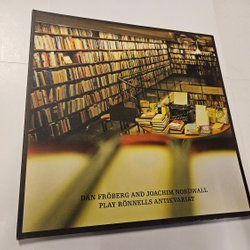 DAN FRÖBERG AND JOACHIM NORDWALL
PLAY RÖNNELLS ANTIKVARIAT